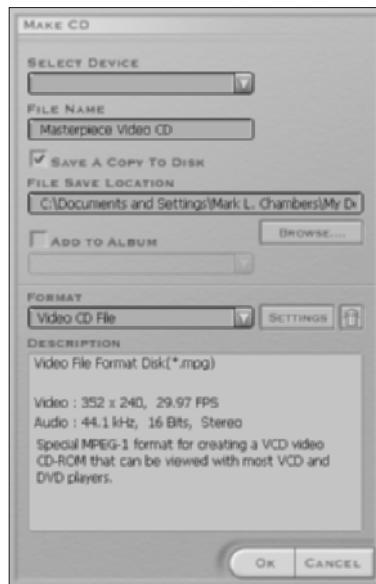 MAKE CD
SELECT DEVICE
FILE NAME
Masterpiece Video CD
SAVE A COPY TO DISK
FILE SAVE LOCATION
C:\Documents and Settings\Mark L. Chambers\My De
BROWSE....
ADD TO ALBUM
FORMAT
Video CD File
SETTINGS
DESCRIPTION
Video File Format Disk(*.mpg)
Video : 352 x 240, 29.97 FPS
Audio : 44.1 kHz, 16 Bits, Stereo
Special MPEG-1 format for creating a VCD video
CD-ROM that can be viewed with most VCD and
DVD players.
OK
CANCEL